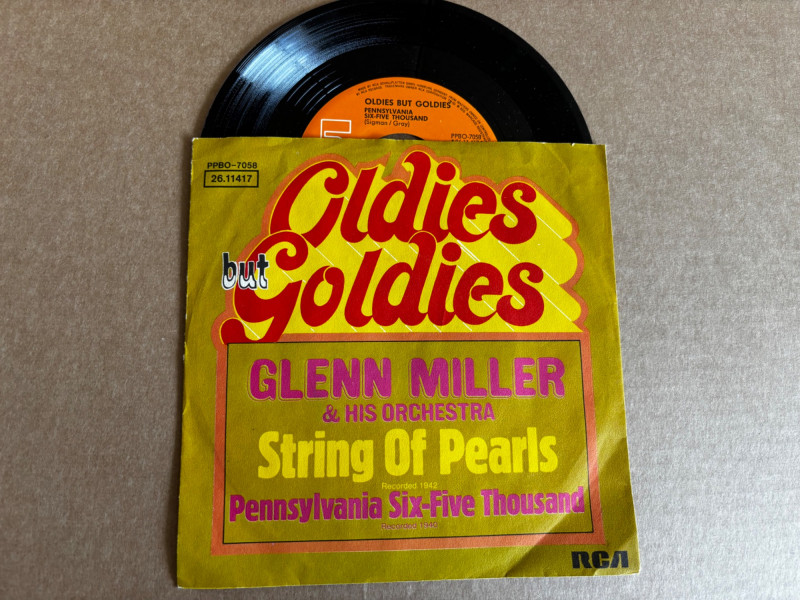 OLDIES BUT GOLDIES
PENNSYLVANIA
SIX-FIVE THOUSAND
(Sigman / Gray)
PPBO-7058
PPBO-7058
26.11417
Oldies
but
Goldies
GLENN MILLER
& HIS ORCHESTRA
String Of Pearls
Recorded 1942
Pennsylvania Six-Five Thousand
Recorded 1940
RCA